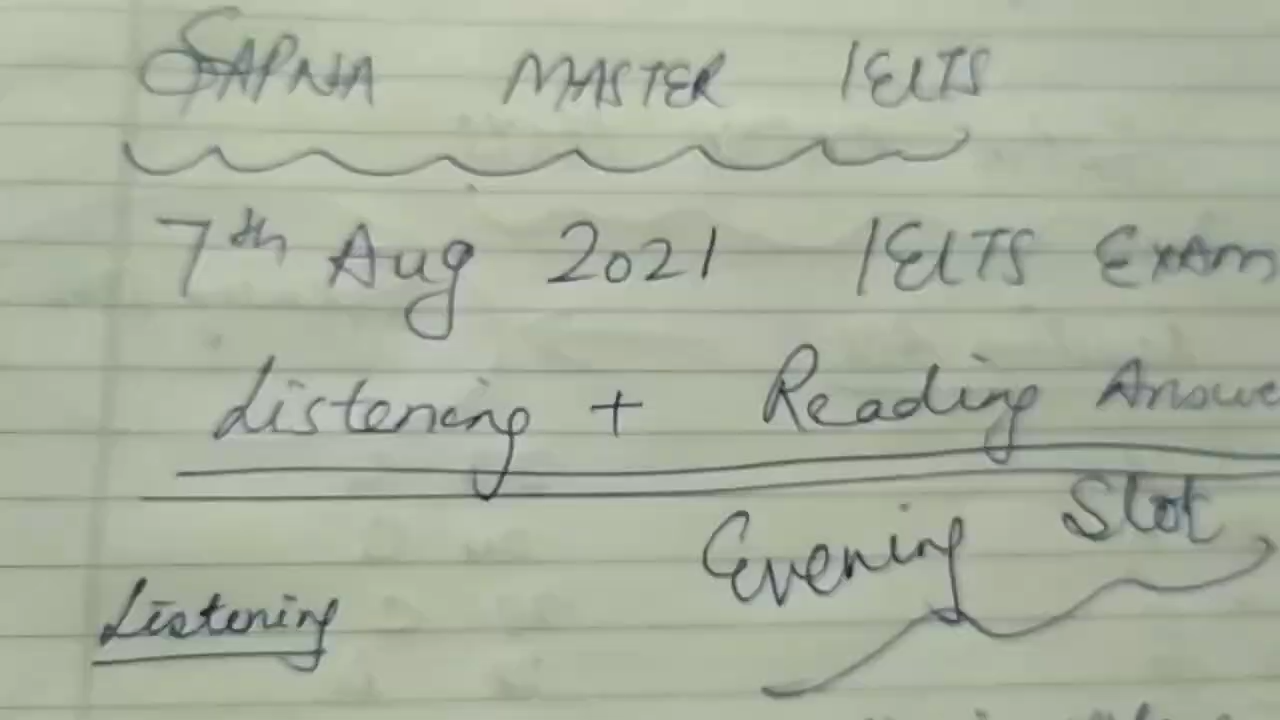 SAPNA MASTER IELTS
7th Aug 2021 IELTS EXAM
Listening + Reading Answe
Evening Slot
Listening